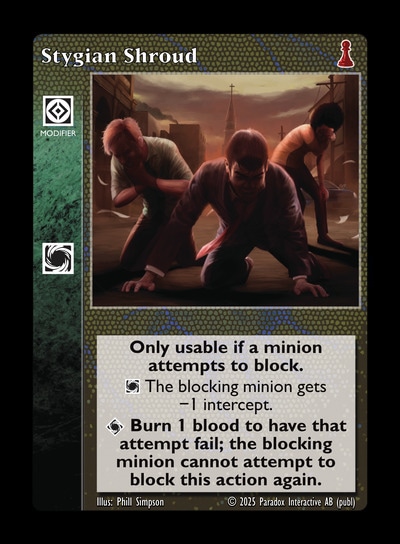 Stygian Shroud
MODIFIER
Only usable if a minion
attempts to block.
The blocking minion gets
−1 intercept.
Burn 1 blood to have that
attempt fail; the blocking
minion cannot attempt to
block this action again.
Illus: Phill Simpson © 2025 Paradox Interactive AB (publ)